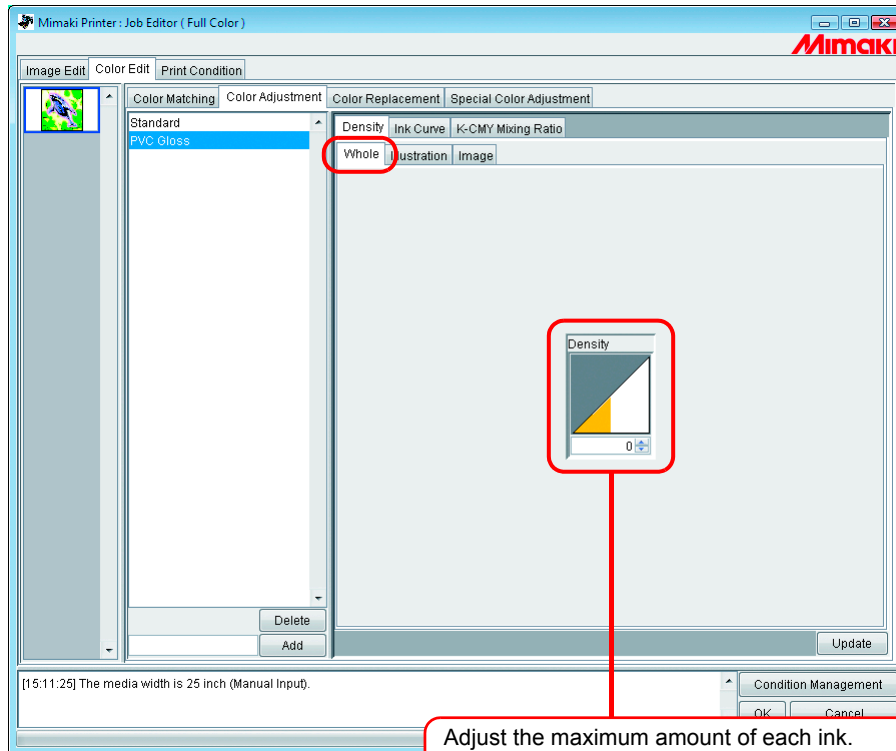 Mimaki Printer : Job Editor ( Full Color )
Mimaki
Image Edit Color Edit Print Condition
Color Matching Color Adjustment Color Replacement Special Color Adjustment
Standard
PVC Gloss
Density Ink Curve K-CMY Mixing Ratio
Whole Illustration Image
Density
0
Delete
Add
Update
[15:11:25] The media width is 25 inch (Manual Input).
Condition Management
OK Cancel
Adjust the maximum amount of each ink.